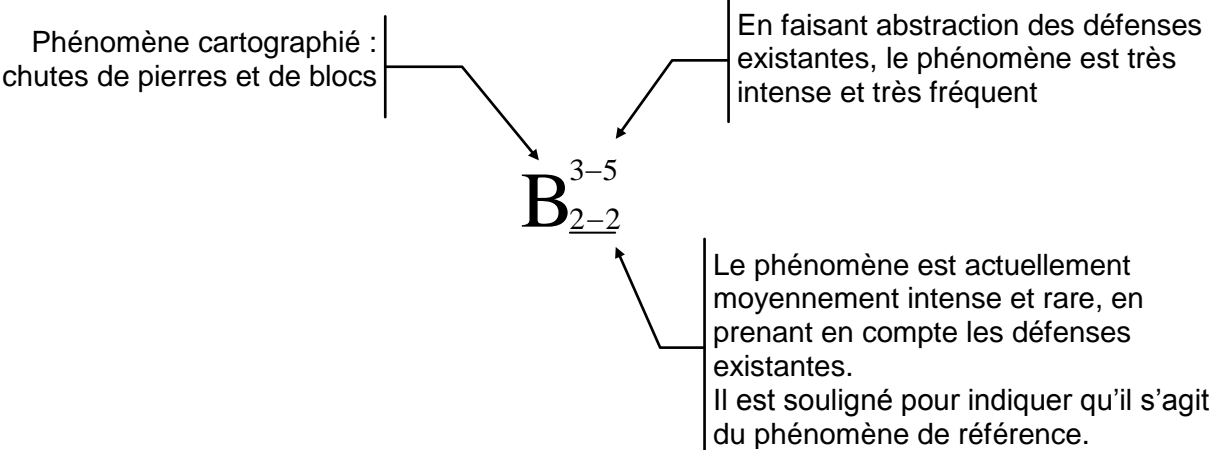 Phénomène cartographié :
chutes de pierres et de blocs
En faisant abstraction des défenses
existantes, le phénomène est très
intense et très fréquent
B
3–5
2–2
Le phénomène est actuellement
moyennement intense et rare, en
prenant en compte les défenses
existantes.
Il est souligné pour indiquer qu’il s’agit
du phénomène de référence.